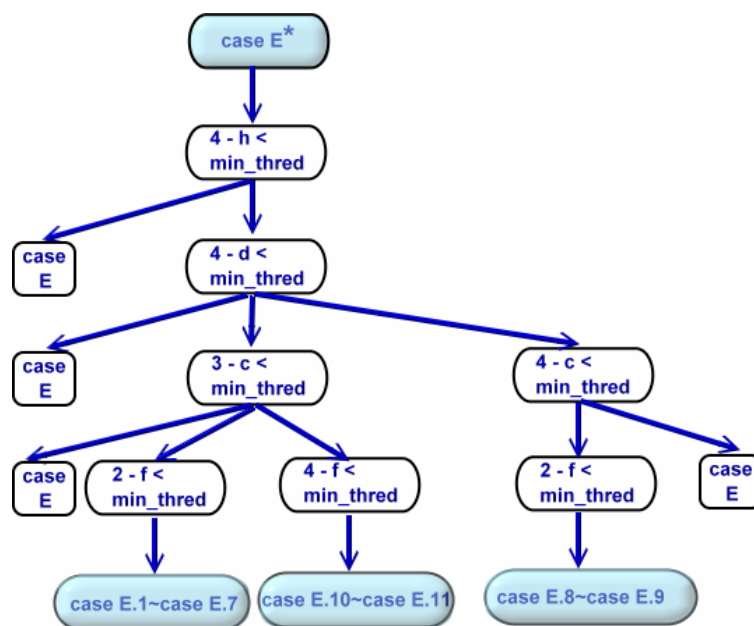 case E*
4 - h <
min_thred
case
E
4 - d <
min_thred
case
E
3 - c <
min_thred
4 - c <
min_thred
case
E
2 - f <
min_thred
4 - f <
min_thred
2 - f <
min_thred
case
E
case E.1~case E.7
case E.10~case E.11
case E.8~case E.9